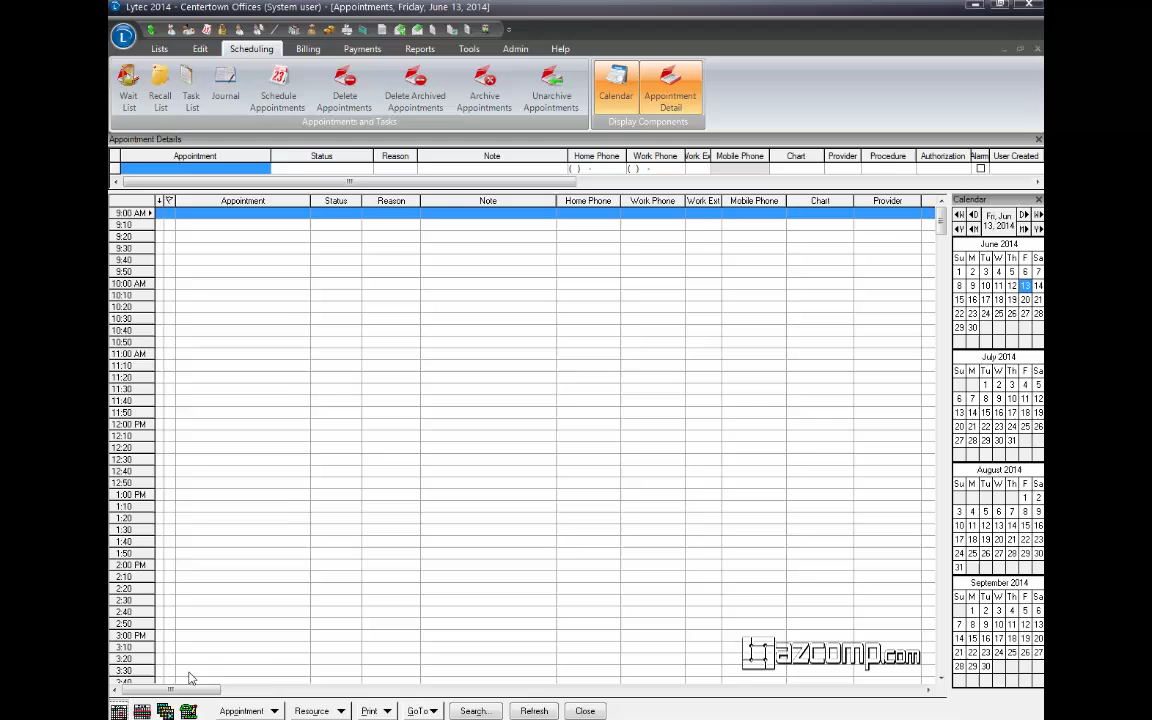 Lytec 2014 - Centertown Offices (System user) - [Appointments, Friday, June 13, 2014]
Lists Edit Scheduling Billing Payments Reports Tools Admin Help
Wait List Recall List Task List Journal Schedule Appointments Delete Appointments Delete Archived Appointments Archive Appointments Unarchive Appointments Calendar Appointment Detail
Appointments and Tasks Display Components
Appointment Details
Appointment Status Reason Note Home Phone Work Phone Work Ex Mobile Phone Chart Provider Procedure Authorization Alarm User Created
( ) - ( ) -
Appointment Status Reason Note Home Phone Work Phone Work Ext Mobile Phone Chart Provider
9:00 AM
9:10
9:20
9:30
9:40
9:50
10:00 AM
10:10
10:20
10:30
10:40
10:50
11:00 AM
11:10
11:20
11:30
11:40
11:50
12:00 PM
12:10
12:20
12:30
12:40
12:50
1:00 PM
1:10
1:20
1:30
1:40
1:50
2:00 PM
2:10
2:20
2:30
2:40
2:50
3:00 PM
3:10
3:20
3:30
3:40
Calendar
W D Fri, Jun 13, 2014 D W
Y M M Y
June 2014
Su M Tu W Th F Sa
1 2 3 4 5 6 7
8 9 10 11 12 13 14
15 16 17 18 19 20 21
22 23 24 25 26 27 28
29 30
July 2014
Su M Tu W Th F Sa
1 2 3 4 5
6 7 8 9 10 11 12
13 14 15 16 17 18 19
20 21 22 23 24 25 26
27 28 29 30 31
August 2014
Su M Tu W Th F Sa
1 2
3 4 5 6 7 8 9
10 11 12 13 14 15 16
17 18 19 20 21 22 23
24 25 26 27 28 29 30
31
September 2014
Su M Tu W Th F Sa
1 2 3 4 5 6
7 8 9 10 11 12 13
14 15 16 17 18 19 20
21 22 23 24 25 26 27
28 29 30
azcomp.com
Appointment Resource Print GoTo Search... Refresh Close